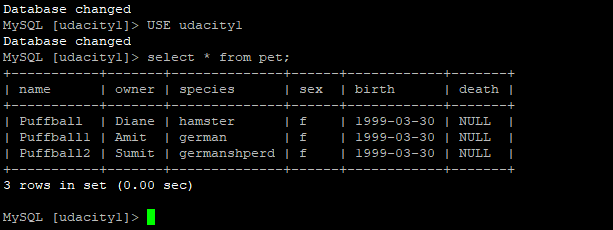 Database changed
MySQL [udacity1]> USE udacity1
Database changed
MySQL [udacity1]> select * from pet;
+-----------+-------+-------------+------+------------+-------+
| name      | owner | species     | sex  | birth      | death |
+-----------+-------+-------------+------+------------+-------+
| Puffball  | Diane | hamster     | f    | 1999-03-30 | NULL  |
| Puffball1 | Amit  | german      | f    | 1999-03-30 | NULL  |
| Puffball2 | Sumit | germanshperd | f    | 1999-03-30 | NULL  |
+-----------+-------+-------------+------+------------+-------+
3 rows in set (0.00 sec)
MySQL [udacity1]>